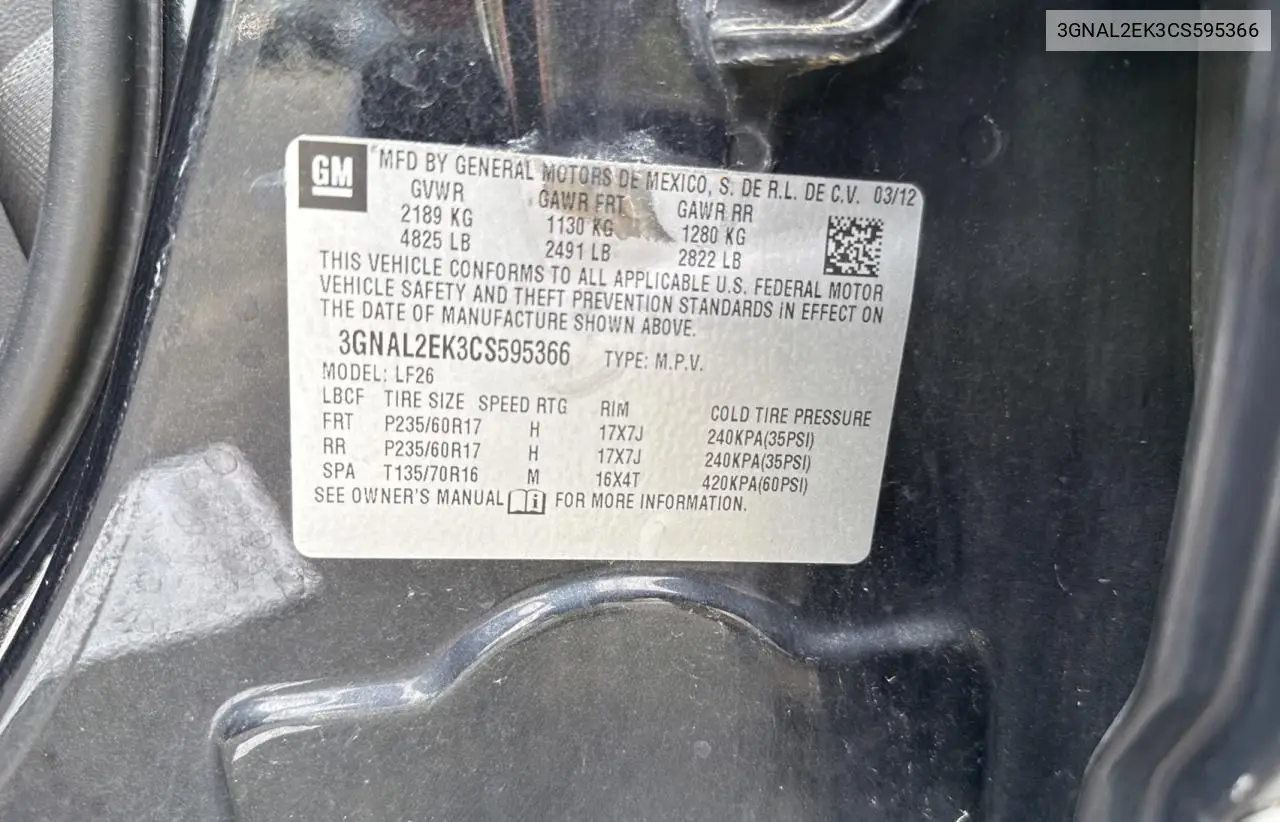 3GNAL2EK3CS595366
GM MFD BY GENERAL MOTORS DE MEXICO, S. DE R.L. DE C.V. 03/12
GVWR GAWR FRT GAWR RR
2189 KG 1130 KG 1280 KG
4825 LB 2491 LB 2822 LB
THIS VEHICLE CONFORMS TO ALL APPLICABLE U.S. FEDERAL MOTOR
VEHICLE SAFETY AND THEFT PREVENTION STANDARDS IN EFFECT ON
THE DATE OF MANUFACTURE SHOWN ABOVE.
3GNAL2EK3CS595366 TYPE: M.P.V.
MODEL: LF26
LBCF TIRE SIZE SPEED RTG RIM COLD TIRE PRESSURE
FRT P235/60R17 H 17X7J 240KPA(35PSI)
RR P235/60R17 H 17X7J 240KPA(35PSI)
SPA T135/70R16 M 16X4T 420KPA(60PSI)
SEE OWNER'S MANUAL FOR MORE INFORMATION.